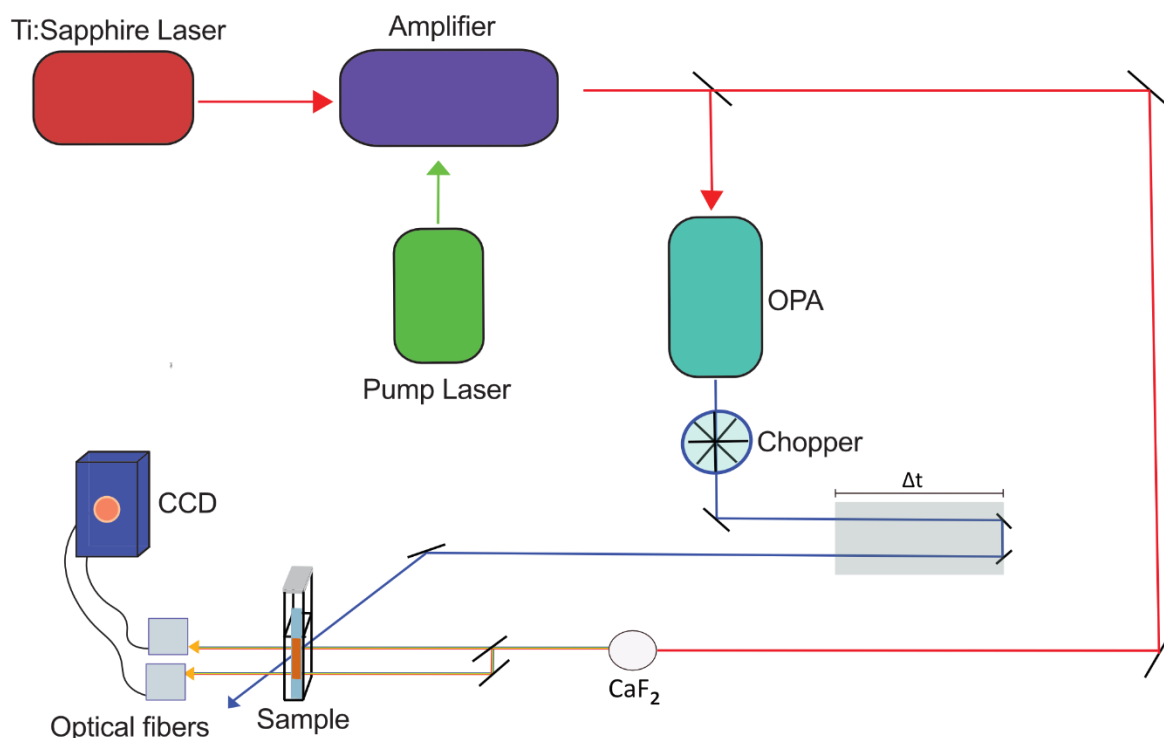 Ti:Sapphire Laser
Amplifier
OPA
Pump Laser
Chopper
Δt
CCD
CaF₂
Optical fibers
Sample